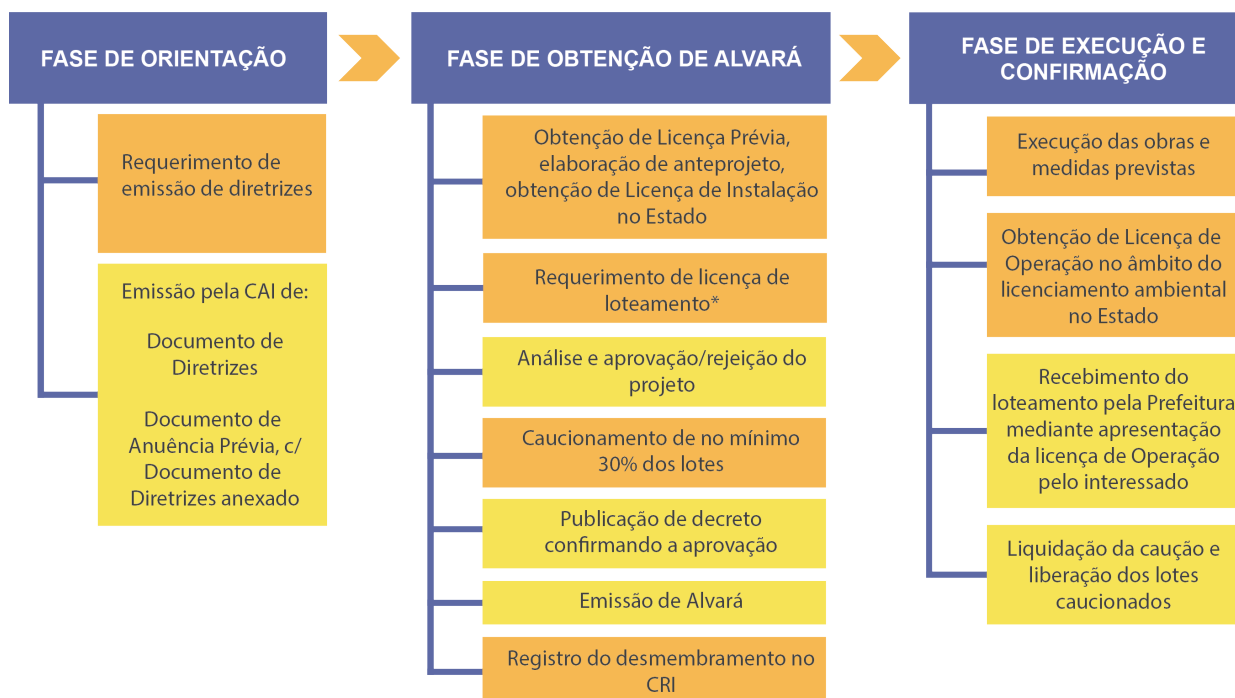 FASE DE ORIENTAÇÃO
Requerimento de
emissão de diretrizes
Emissão pela CAI de:
Documento de
Diretrizes
Documento de
Anuência Prévia, c/
Documento de
Diretrizes anexado
FASE DE OBTENÇÃO DE ALVARÁ
Obtenção de Licença Prévia,
elaboração de anteprojeto,
obtenção de Licença de Instalação
no Estado
Requerimento de licença de
loteamento*
Análise e aprovação/rejeição do
projeto
Caucionamento de no mínimo
30% dos lotes
Publicação de decreto
confirmando a aprovação
Emissão de Alvará
Registro do desmembramento no
CRI
FASE DE EXECUÇÃO E
CONFIRMAÇÃO
Execução das obras e
medidas previstas
Obtenção de Licença de
Operação no âmbito do
licenciamento ambiental
no Estado
Recebimento do
loteamento pela Prefeitura
mediante apresentação
da licença de Operação
pelo interessado
Liquidação da caução e
liberação dos lotes
caucionados